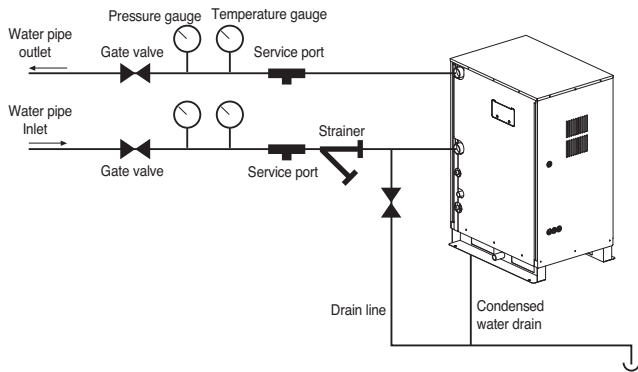 Pressure gauge
Temperature gauge
Water pipe
outlet
Gate valve
Service port
Water pipe
Inlet
Strainer
Gate valve
Service port
Drain line
Condensed
water drain